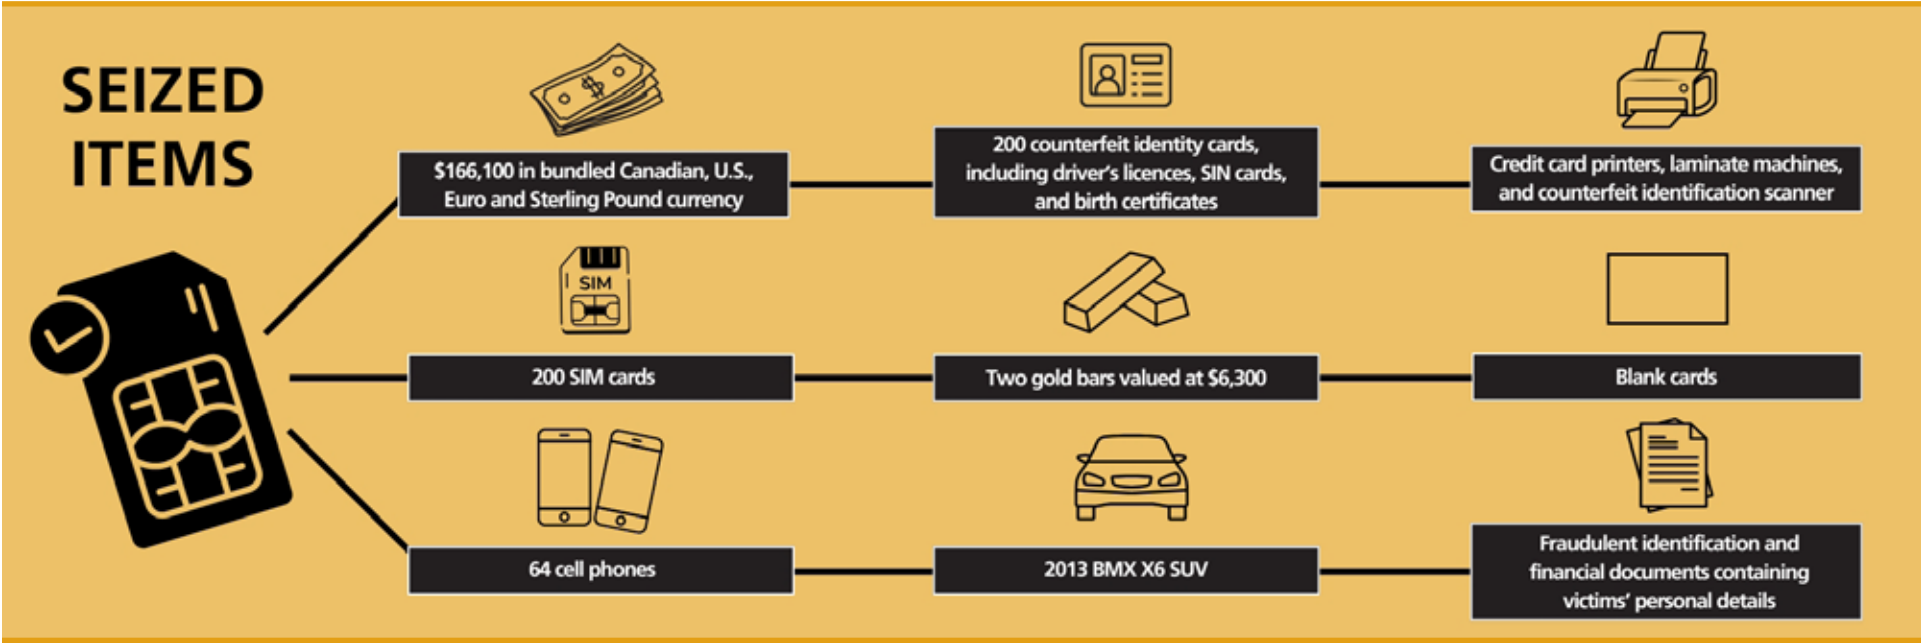 SEIZED
ITEMS
$166,100 in bundled Canadian, U.S.,
Euro and Sterling Pound currency
200 counterfeit identity cards,
including driver's licences, SIN cards,
and birth certificates
Credit card printers, laminate machines,
and counterfeit identification scanner
SIM
200 SIM cards
Two gold bars valued at $6,300
Blank cards
64 cell phones
2013 BMX X6 SUV
Fraudulent identification and
financial documents containing
victims' personal details